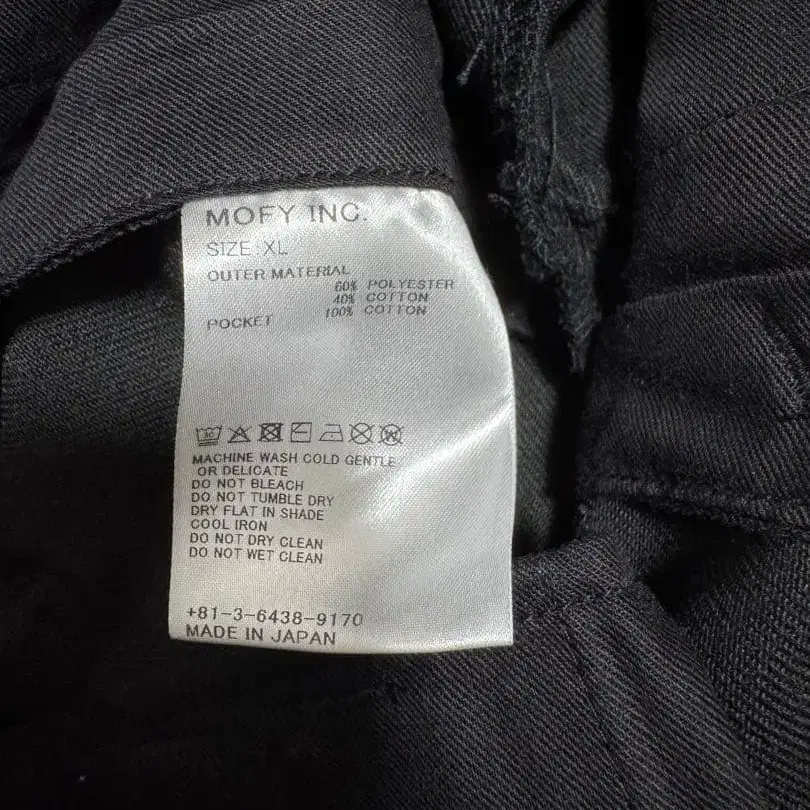 MOFY INC.
SIZE:XL
OUTER MATERIAL
60% POLYESTER
40% COTTON
POCKET 100% COTTON
30
W
MACHINE WASH COLD GENTLE
OR DELICATE
DO NOT BLEACH
DO NOT TUMBLE DRY
DRY FLAT IN SHADE
COOL IRON
DO NOT DRY CLEAN
DO NOT WET CLEAN
+81-3-6438-9170
MADE IN JAPAN